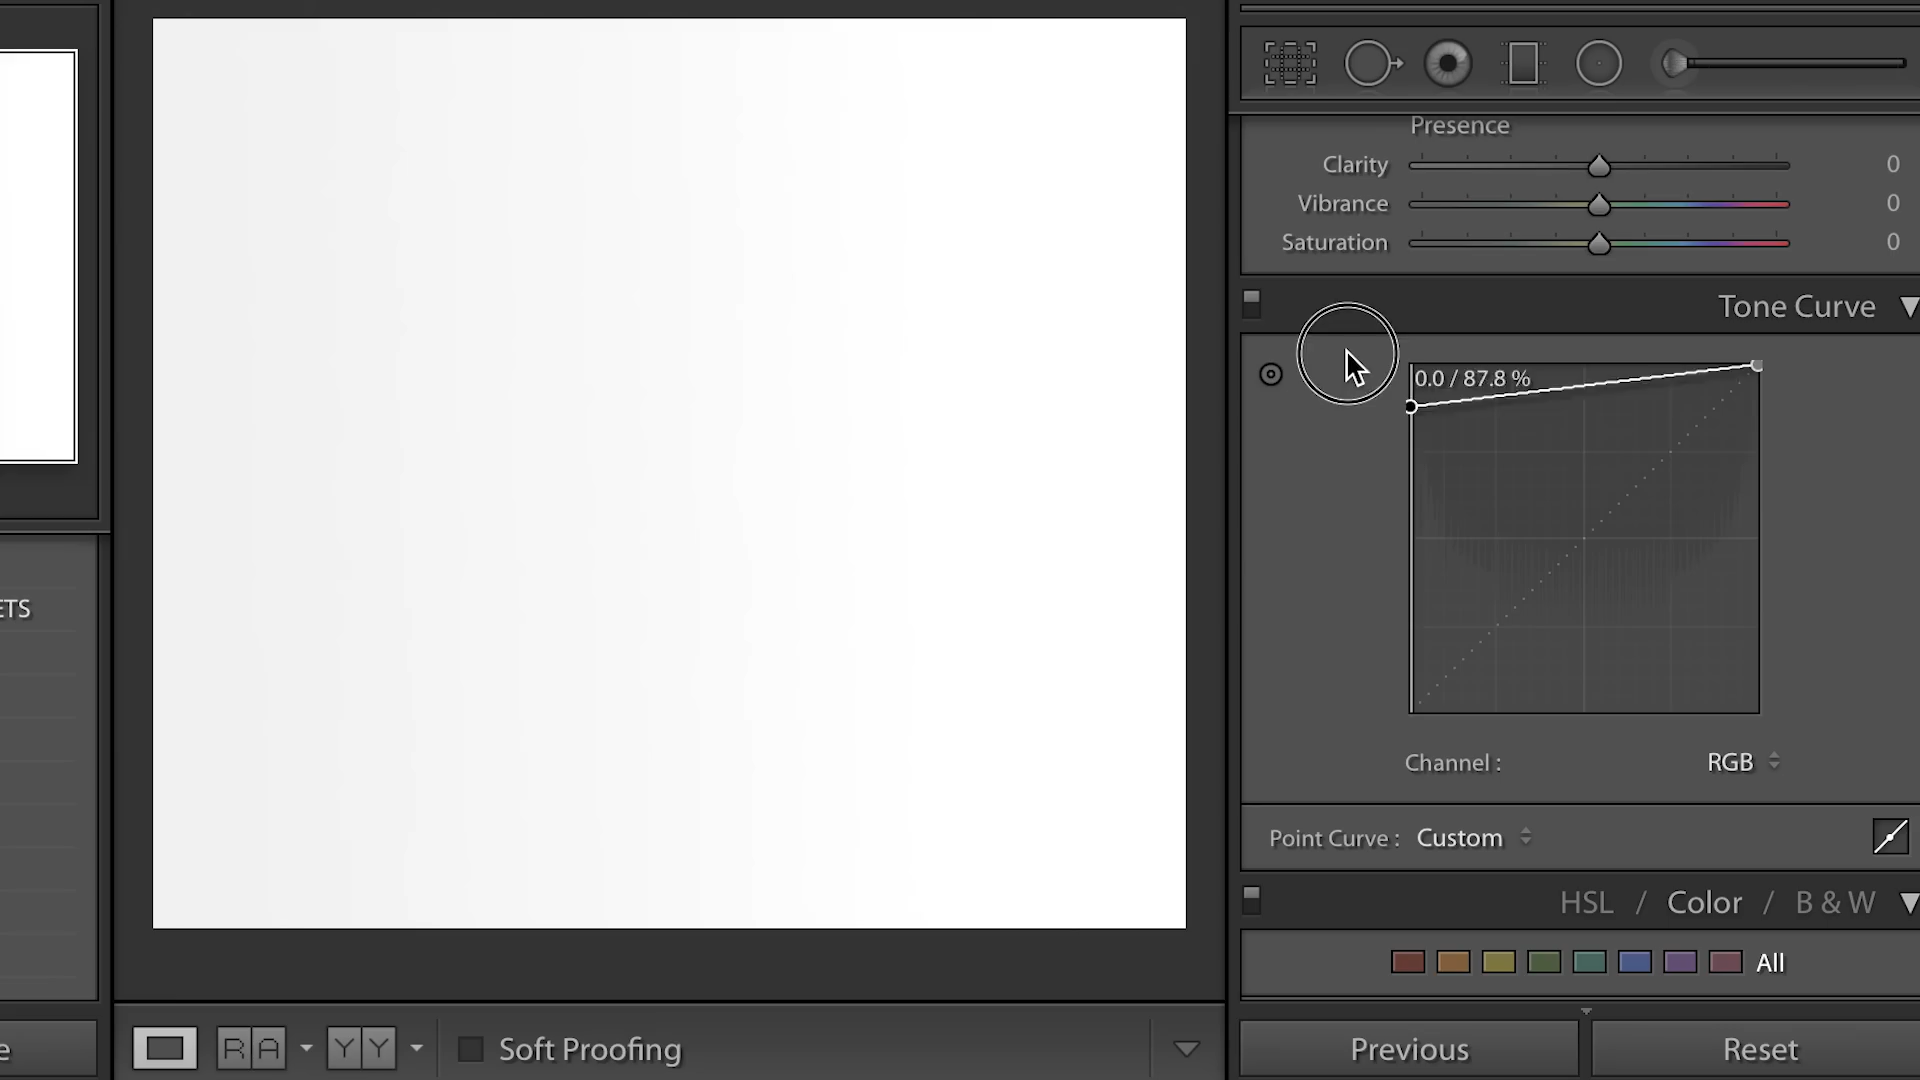 Presence
Clarity 0
Vibrance 0
Saturation 0
Tone Curve
0.0 / 87.8 %
ETS
Channel : RGB
Point Curve : Custom
HSL / Color / B & W
All
e
R A
Y Y
Soft Proofing
Previous
Reset